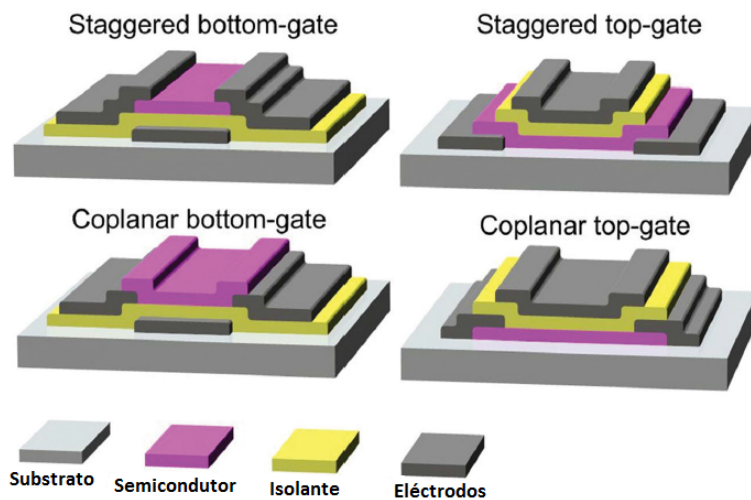 Staggered bottom-gate
Staggered top-gate
Coplanar bottom-gate
Coplanar top-gate
Substrato
Semicondutor
Isolante
Eléctrodos